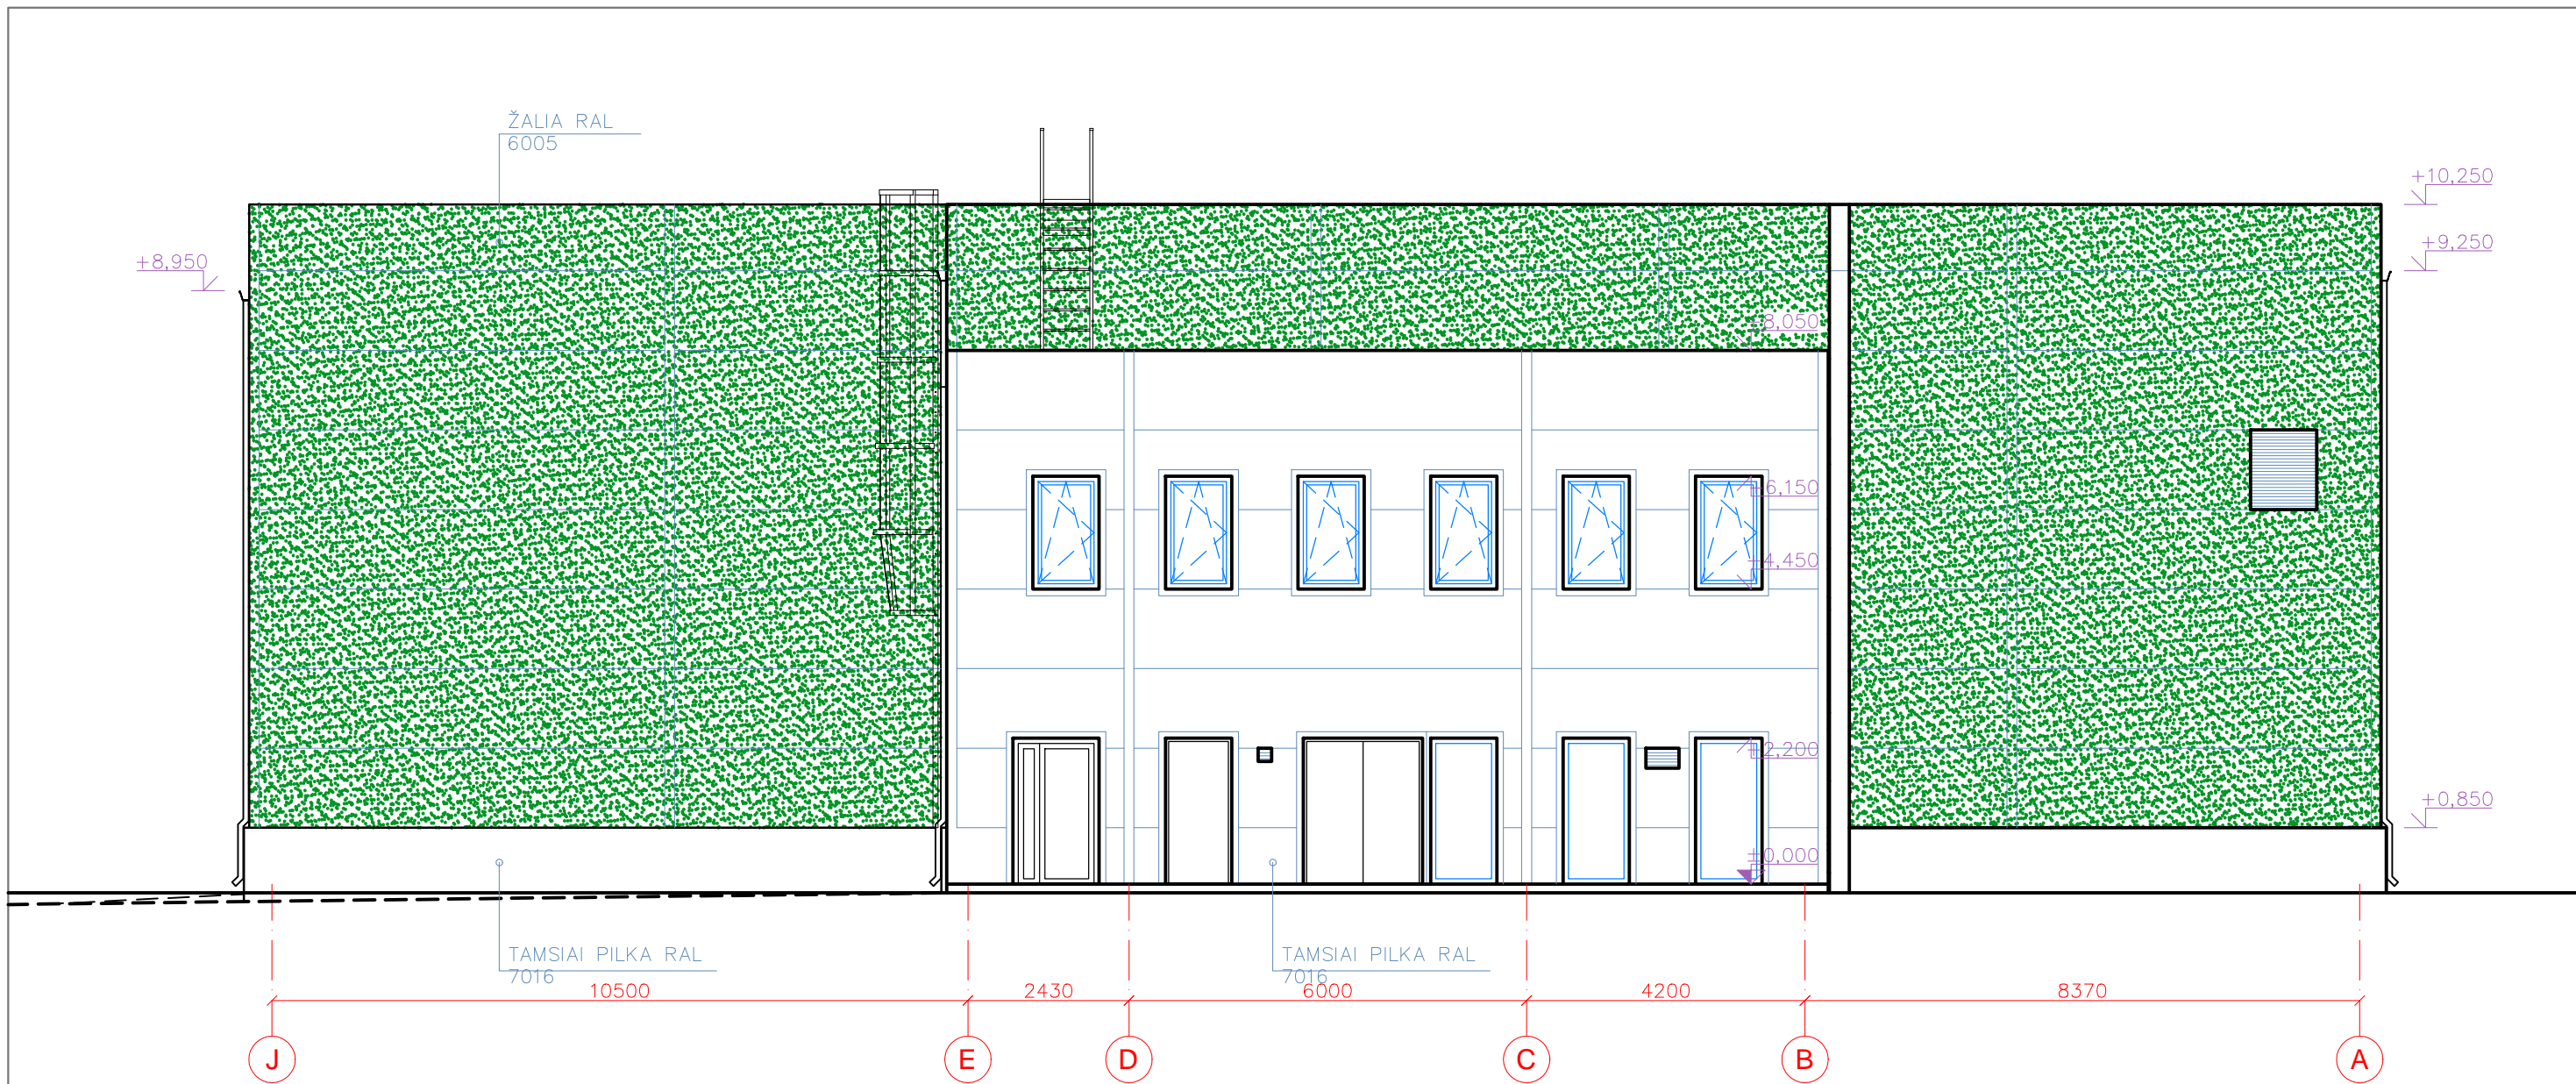 ŽALIA RAL
6005
+10,250
+9,250
+8,950
+8,050
+6,150
+4,450
+2,200
+0,850
±0,000
TAMSIAI PILKA RAL
7016
TAMSIAI PILKA RAL
7016
10500
2430
6000
4200
8370
J
E
D
C
B
A